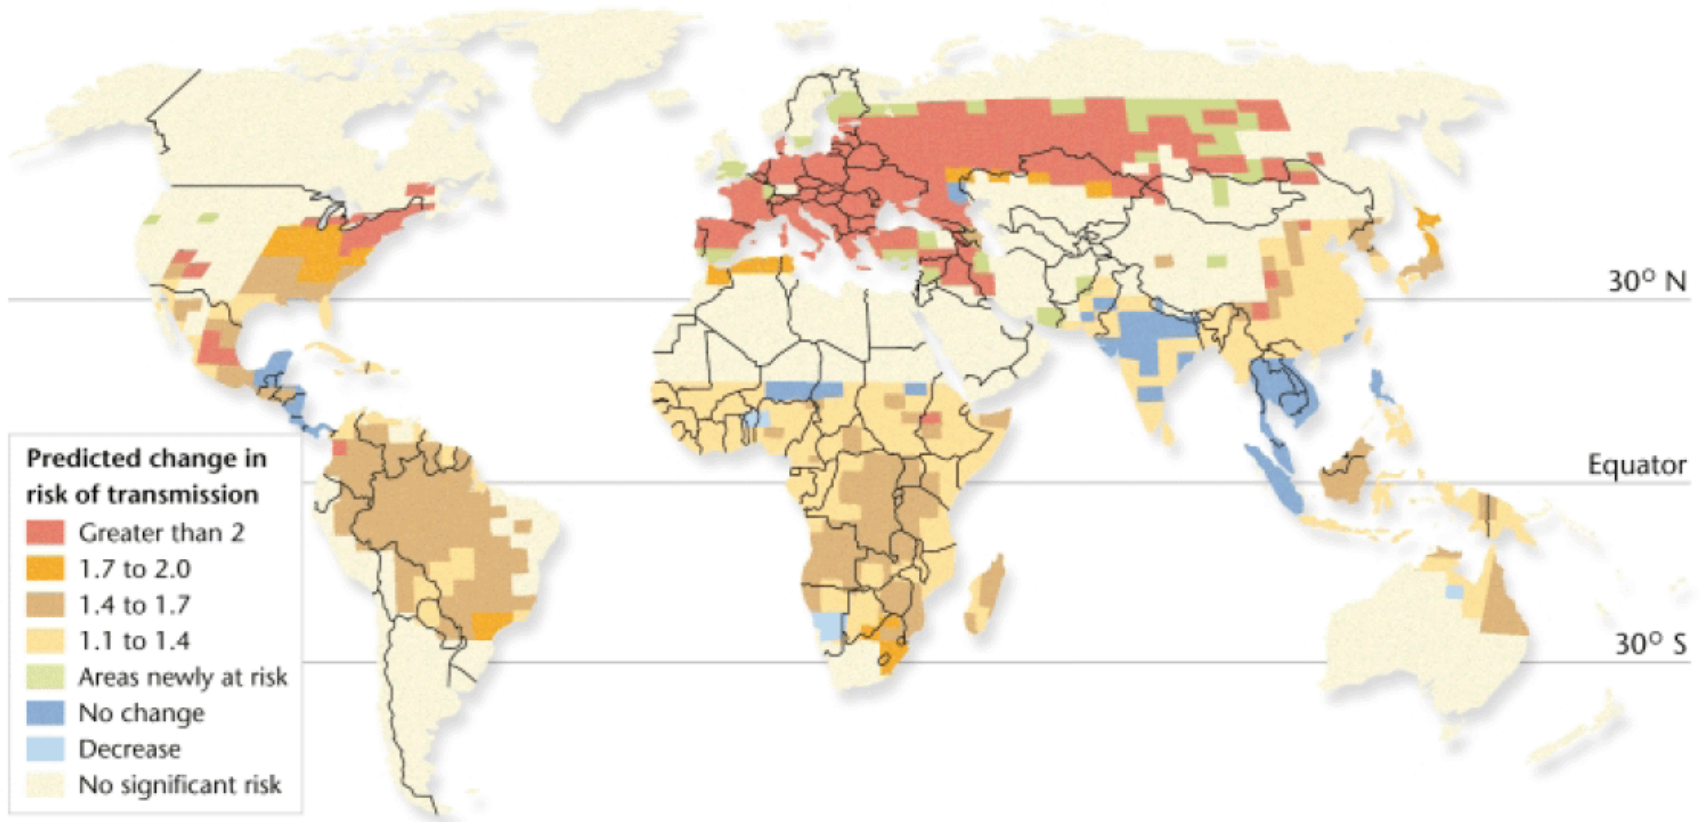 30° N
Equator
30° S
Predicted change in
risk of transmission
Greater than 2
1.7 to 2.0
1.4 to 1.7
1.1 to 1.4
Areas newly at risk
No change
Decrease
No significant risk